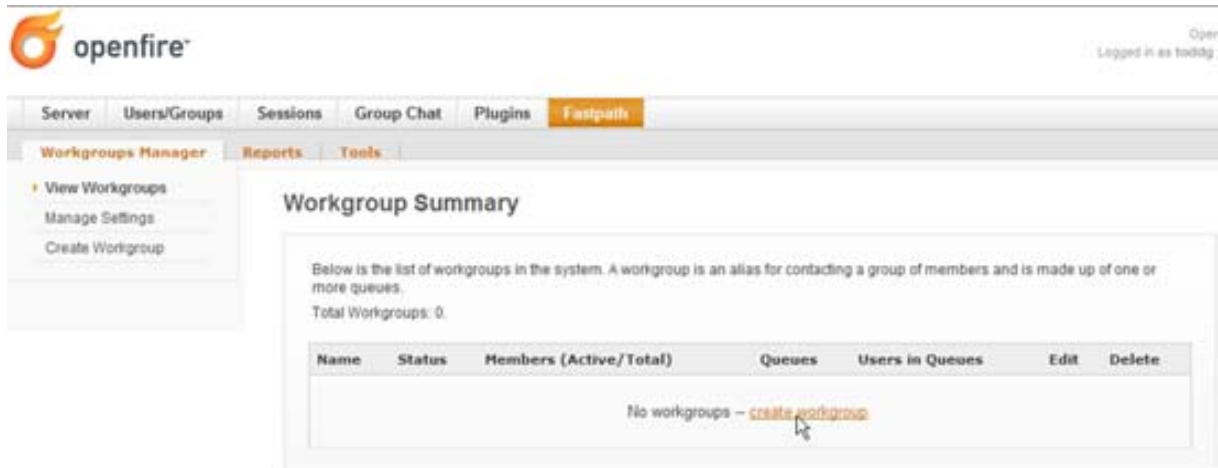 openfire™
Oper
Logged in as toddg
Server Users/Groups Sessions Group Chat Plugins Fastpath
Workgroups Manager Reports Tools
View Workgroups
Manage Settings
Create Workgroup
Workgroup Summary
Below is the list of workgroups in the system. A workgroup is an alias for contacting a group of members and is made up of one or
more queues.
Total Workgroups: 0.
Name Status Members (Active/Total) Queues Users in Queues Edit Delete
No workgroups -- create workgroup.